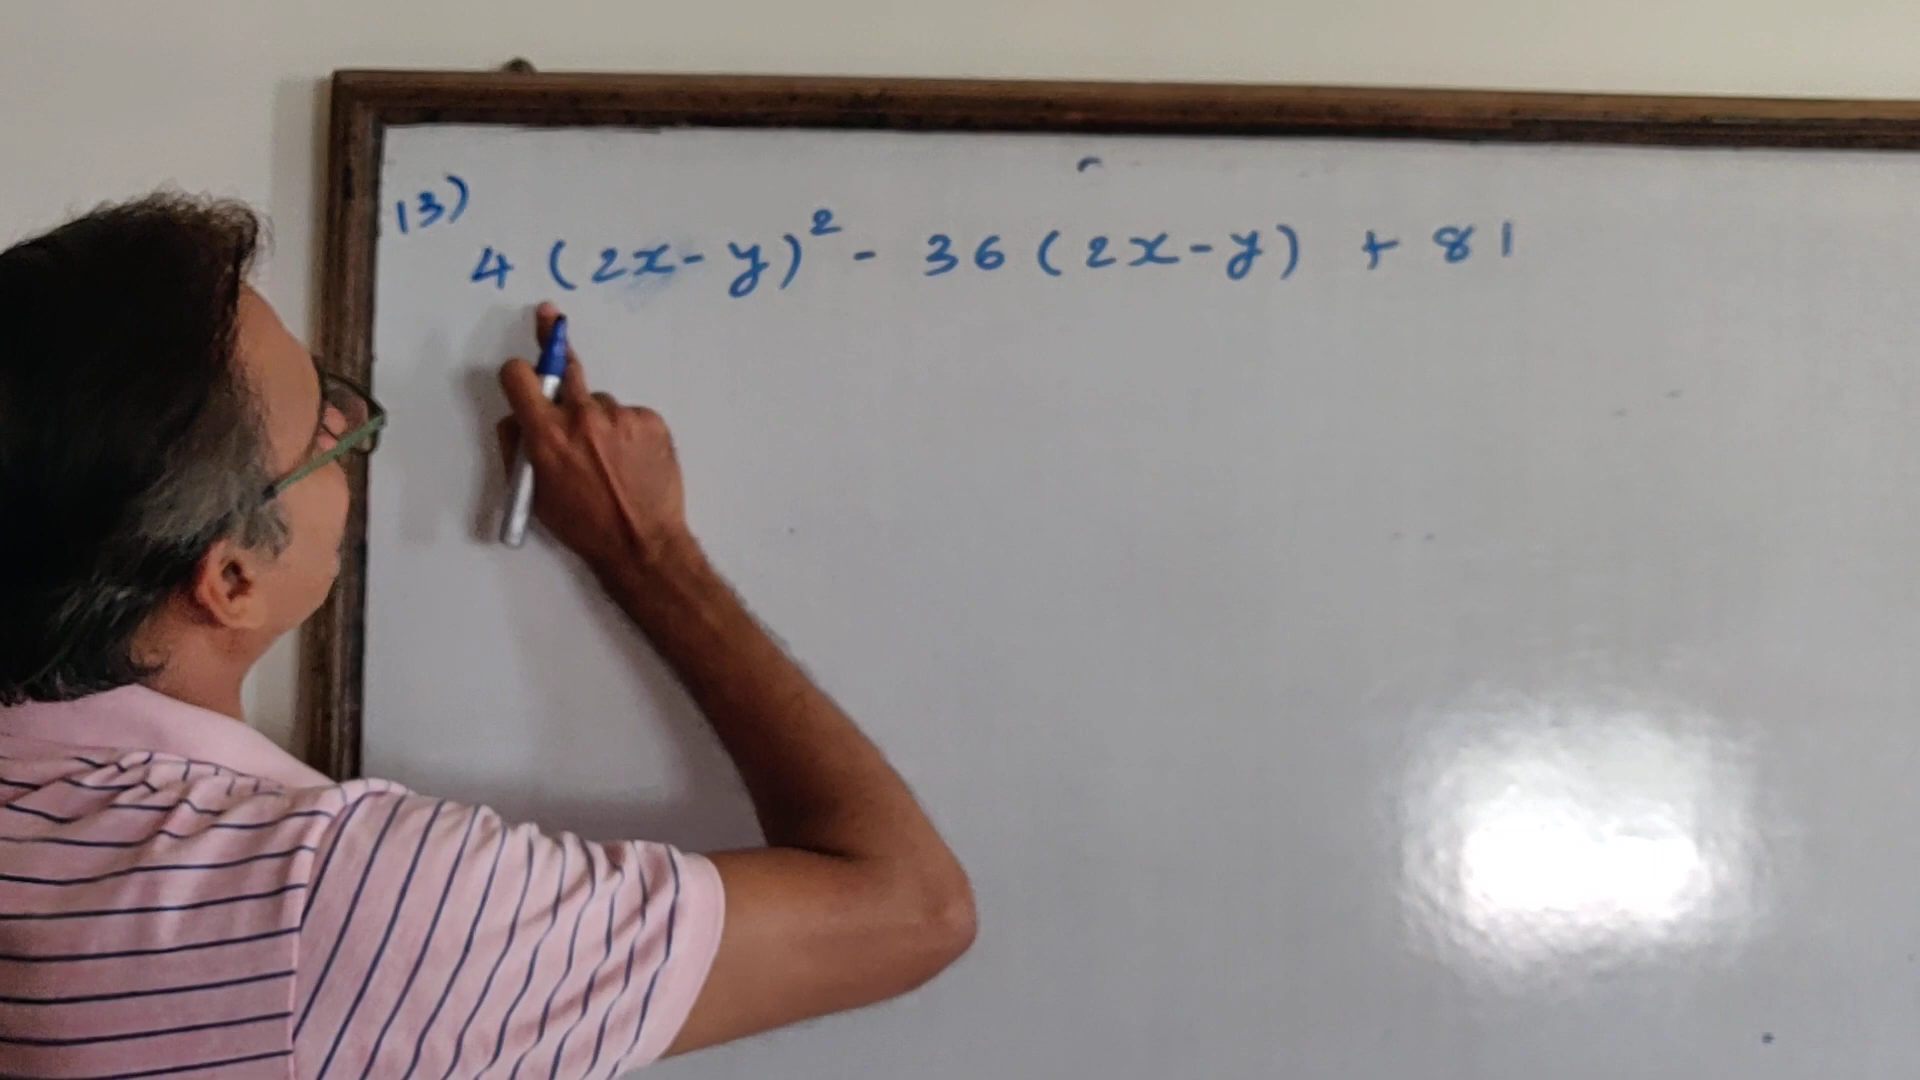 13)
4 (2x - y)² - 36 (2x - y) + 81